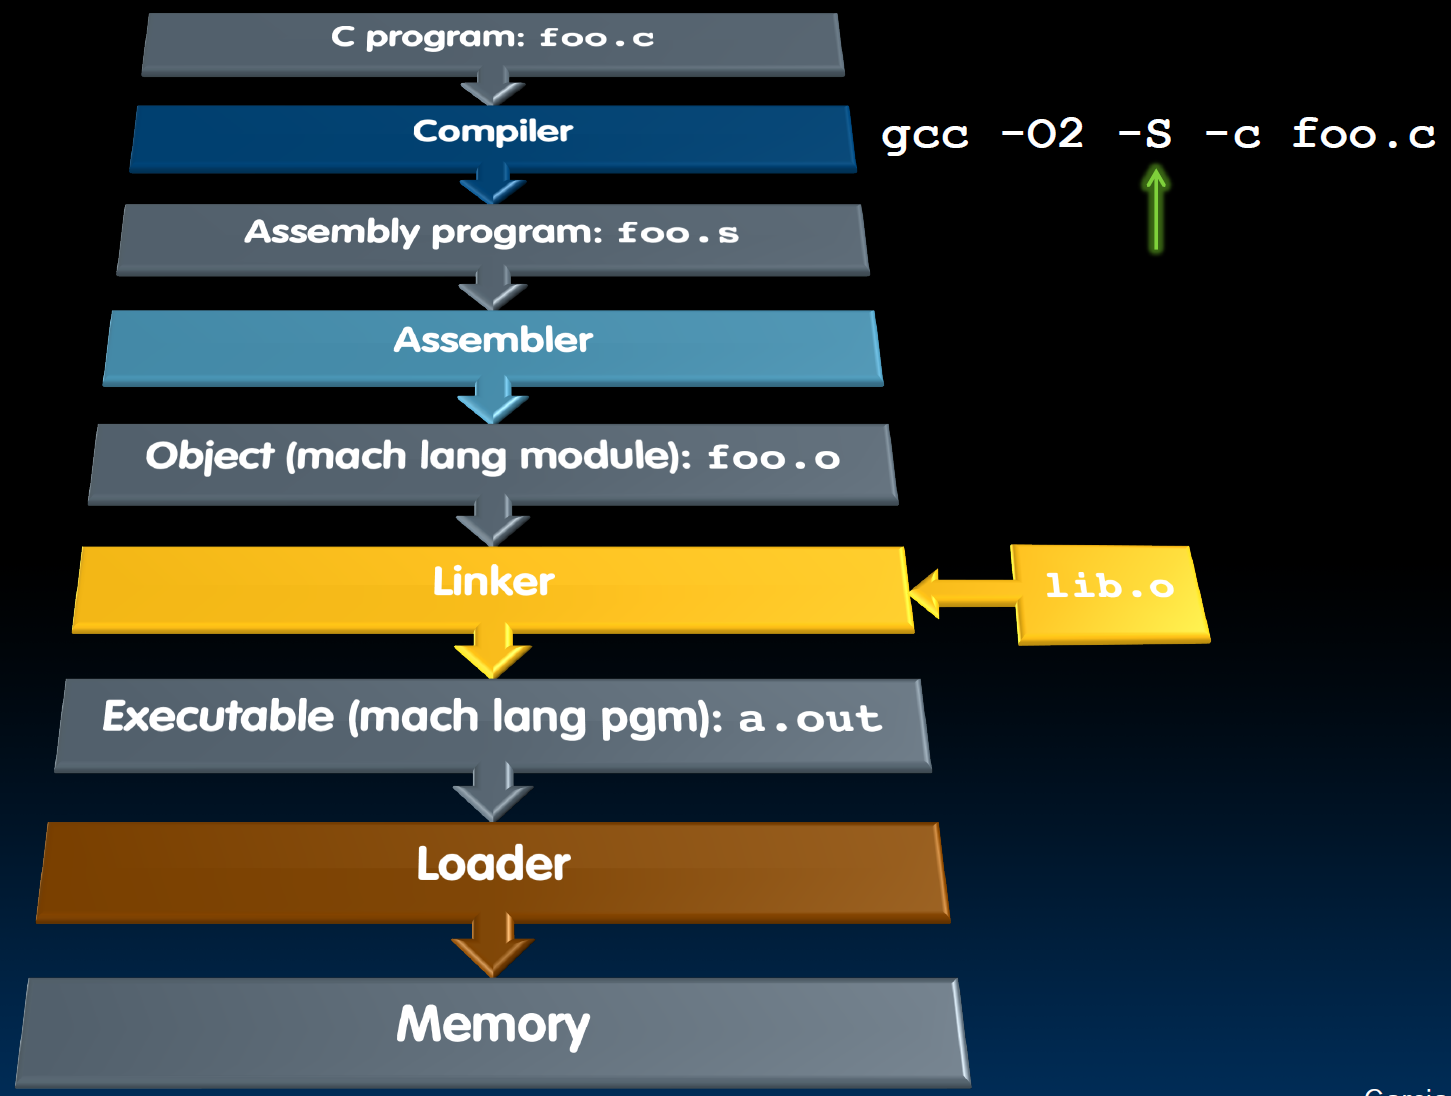 C program: foo.c
Compiler
gcc -O2 -S -c foo.c
Assembly program: foo.s
Assembler
Object (mach lang module): foo.o
Linker
lib.o
Executable (mach lang pgm): a.out
Loader
Memory